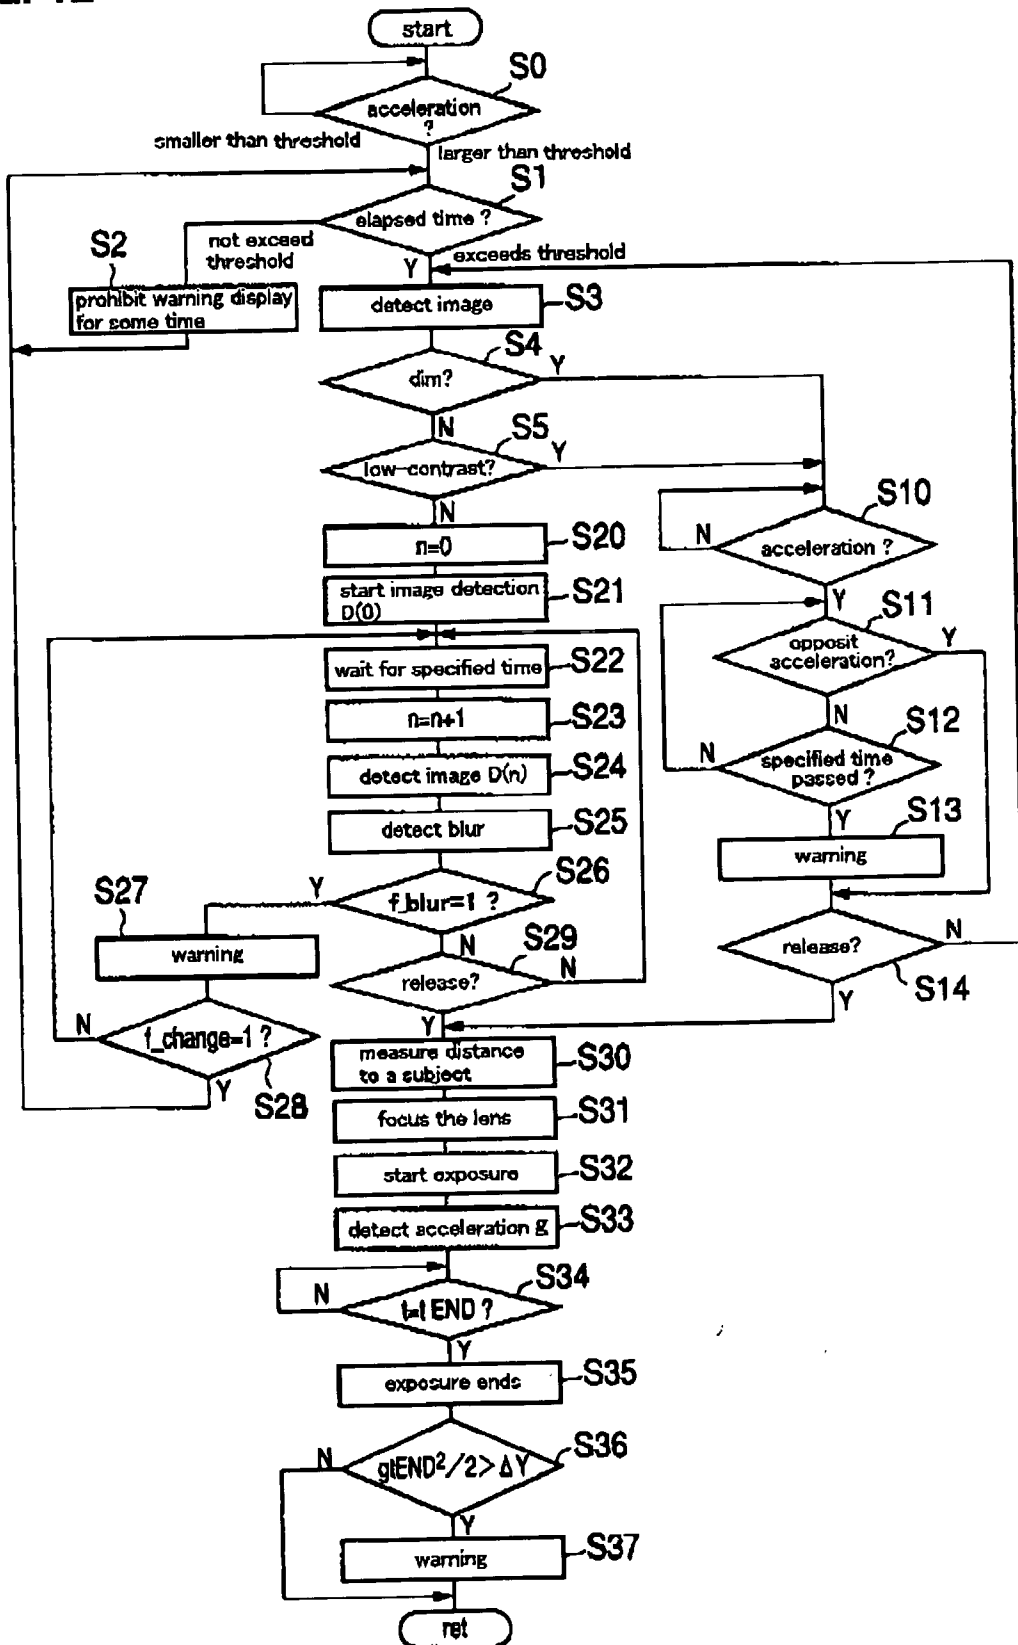 start
S0
acceleration
?
smaller than threshold
larger than threshold
S1
elapsed time ?
not exceed
threshold
S2
Y
exceeds threshold
prohibit warning display
for some time
detect image
S3
S4
dim?
Y
N
S5
low-contrast?
Y
N
S10
N
acceleration ?
Y
n=0
S20
start image detection
D(0)
S21
S11
opposit
acceleration?
Y
N
wait for specified time
S22
n=n+1
S23
S12
N
specified time
passed ?
Y
detect image D(n)
S24
S13
detect blur
S25
warning
S26
Y
f_blur=1 ?
N
S27
warning
S29
release?
N
Y
release?
N
S14
Y
N
f_change=1 ?
Y
S28
measure distance
to a subject
S30
focus the lens
S31
start exposure
S32
detect acceleration g
S33
S34
N
t=t END ?
Y
exposure ends
S35
S36
N
gtEND²/2>ΔY
Y
warning
S37
ret